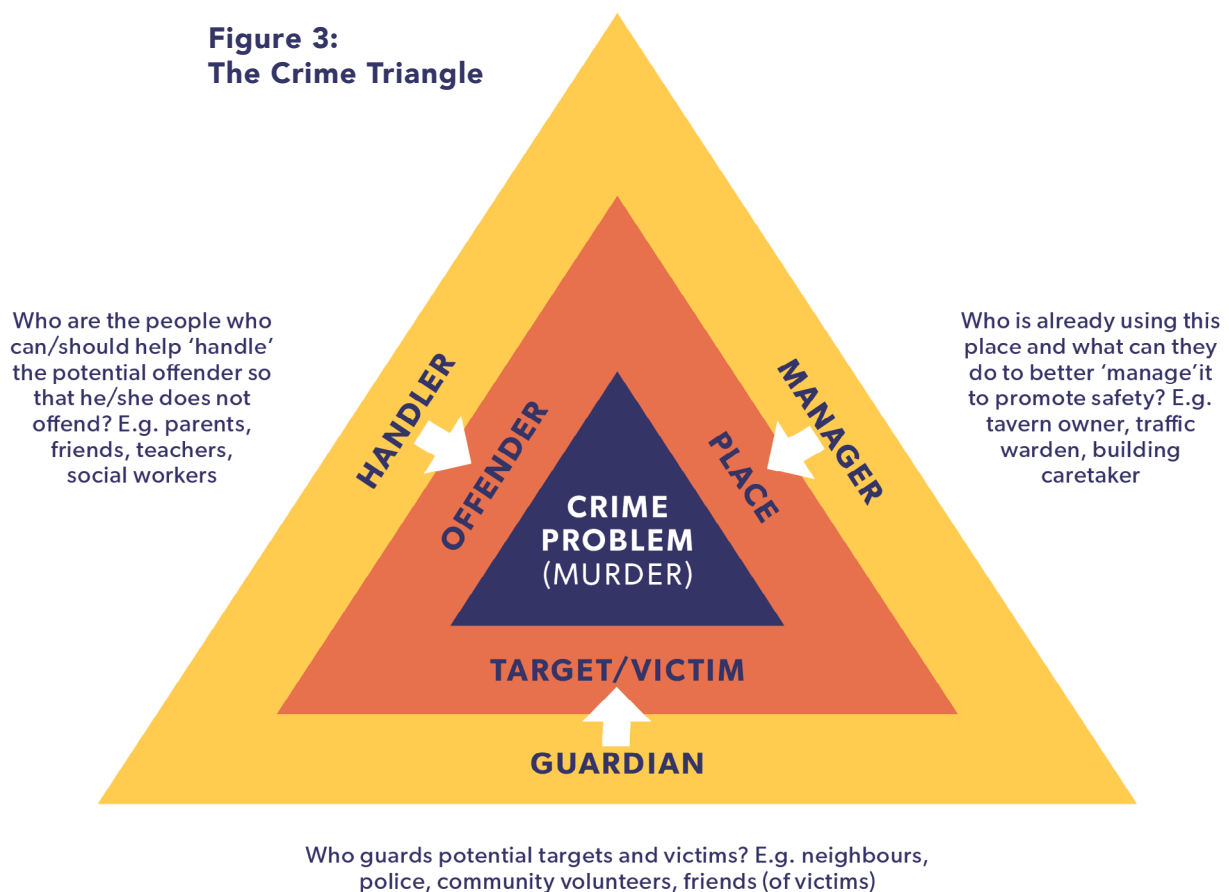 Figure 3:
The Crime Triangle
Who are the people who
can/should help ‘handle’
the potential offender so
that he/she does not
offend? E.g. parents,
friends, teachers,
social workers
HANDLER
OFFENDER
CRIME
PROBLEM
(MURDER)
PLACE
MANAGER
Who is already using this
place and what can they
do to better ‘manage’it
to promote safety? E.g.
tavern owner, traffic
warden, building
caretaker
TARGET/VICTIM
GUARDIAN
Who guards potential targets and victims? E.g. neighbours,
police, community volunteers, friends (of victims)